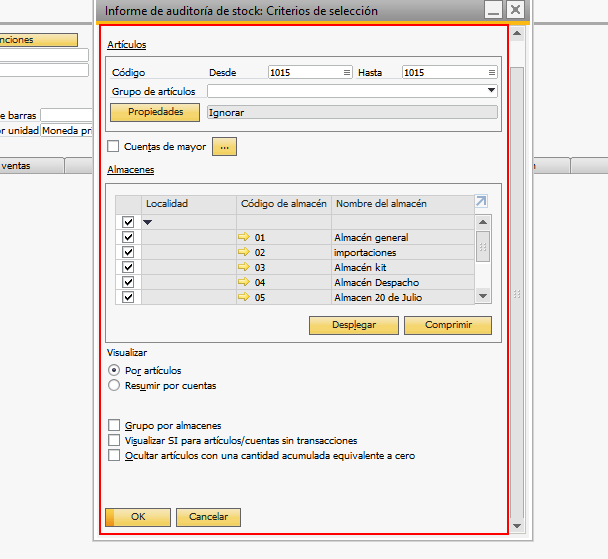 Informe de auditoría de stock: Criterios de selección
nciones
Artículos
Código Desde 1015 Hasta 1015
Grupo de artículos
Propiedades Ignorar
e barras
or unidad Moneda pri
Cuentas de mayor ...
ventas
Almacenes
Localidad Código de almacén Nombre del almacén
01 Almacén general
02 importaciones
03 Almacén kit
04 Almacén Despacho
05 Almacen 20 de Julio
Desplegar Comprimir
Visualizar
Por artículos
Resumir por cuentas
Grupo por almacenes
Visualizar SI para artículos/cuentas sin transacciones
Ocultar artículos con una cantidad acumulada equivalente a cero
OK Cancelar